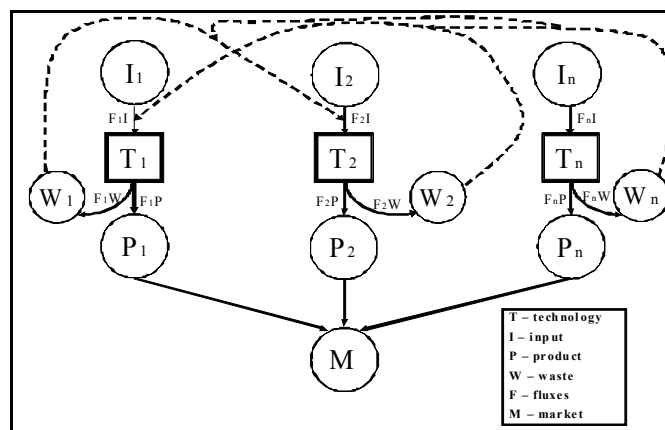 I1
I2
In
F1I
F2I
FnI
T1
T2
Tn
W1
F1W
F1P
F2P
F2W
W2
FnP
FnW
Wn
P1
P2
Pn
M
T – technology
I – input
P – product
W – waste
F – fluxes
M – market